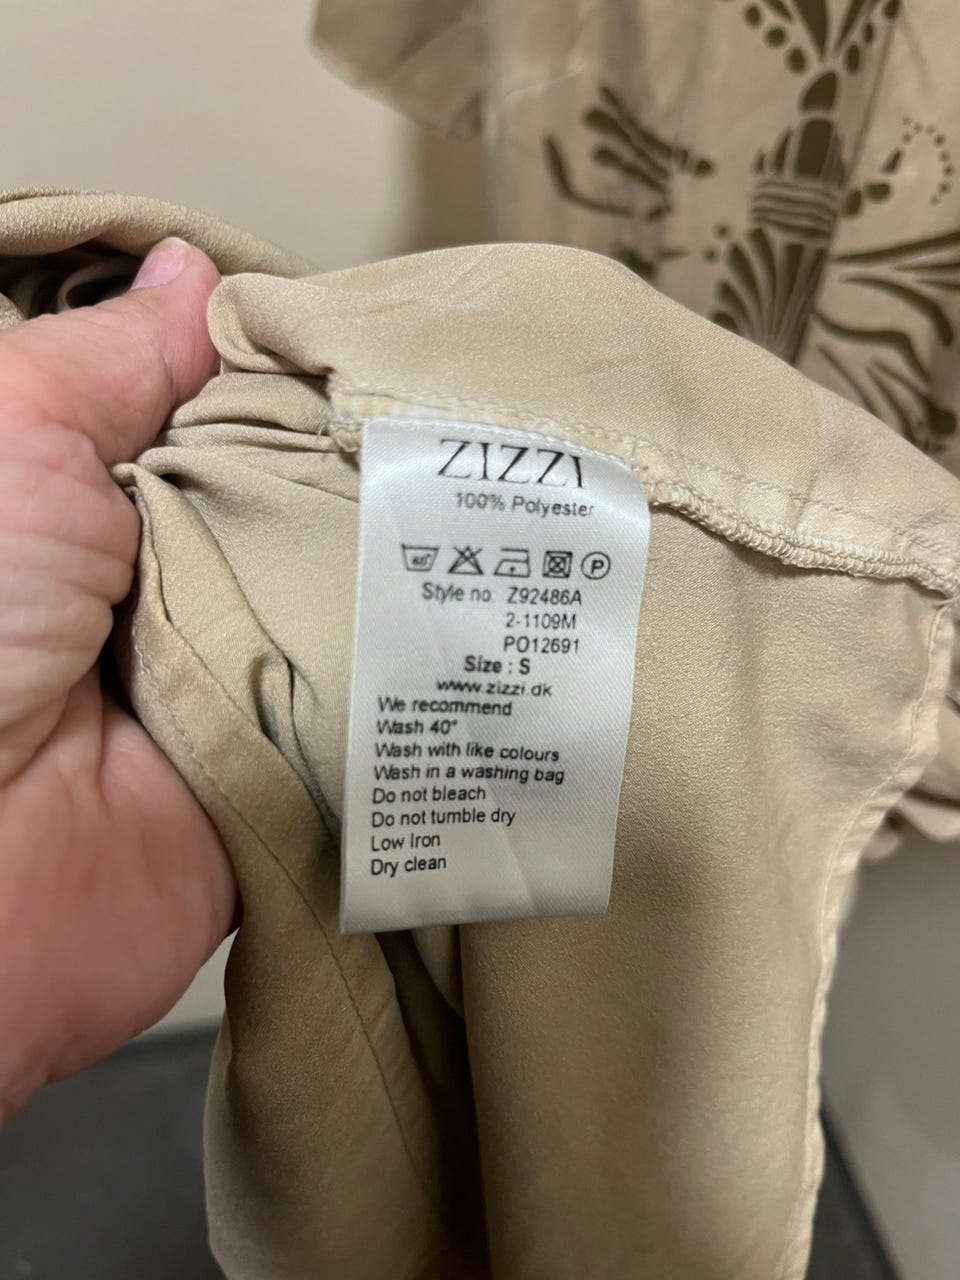 ZIZZI
100% Polyester
40° P
Style no. Z92486A
2-1109M
PO12691
Size : S
www.zizzi.dk
We recommend
Wash 40°
Wash with like colours
Wash in a washing bag
Do not bleach
Do not tumble dry
Low Iron
Dry clean